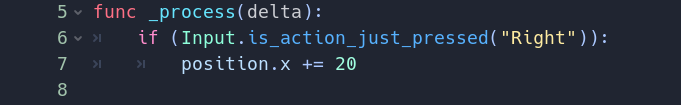 5 func _process(delta):
6 if (Input.is_action_just_pressed("Right")):
7 position.x += 20
8